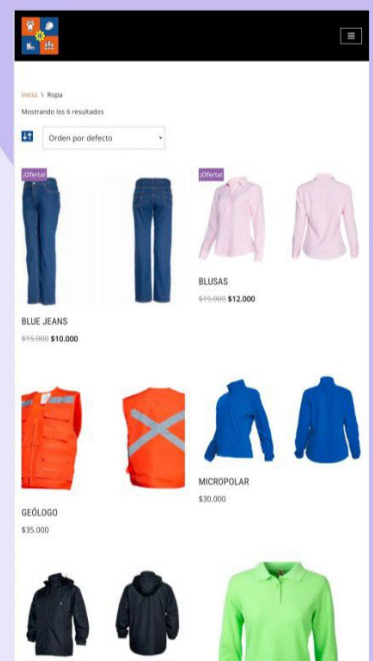 Inicio \ Ropa
Mostrando los 6 resultados
Orden por defecto
¡Oferta!
BLUE JEANS
$15.000 $10.000
¡Oferta!
BLUSAS
$15.000 $12.000
GEÓLOGO
$35.000
MICROPOLAR
$30.000